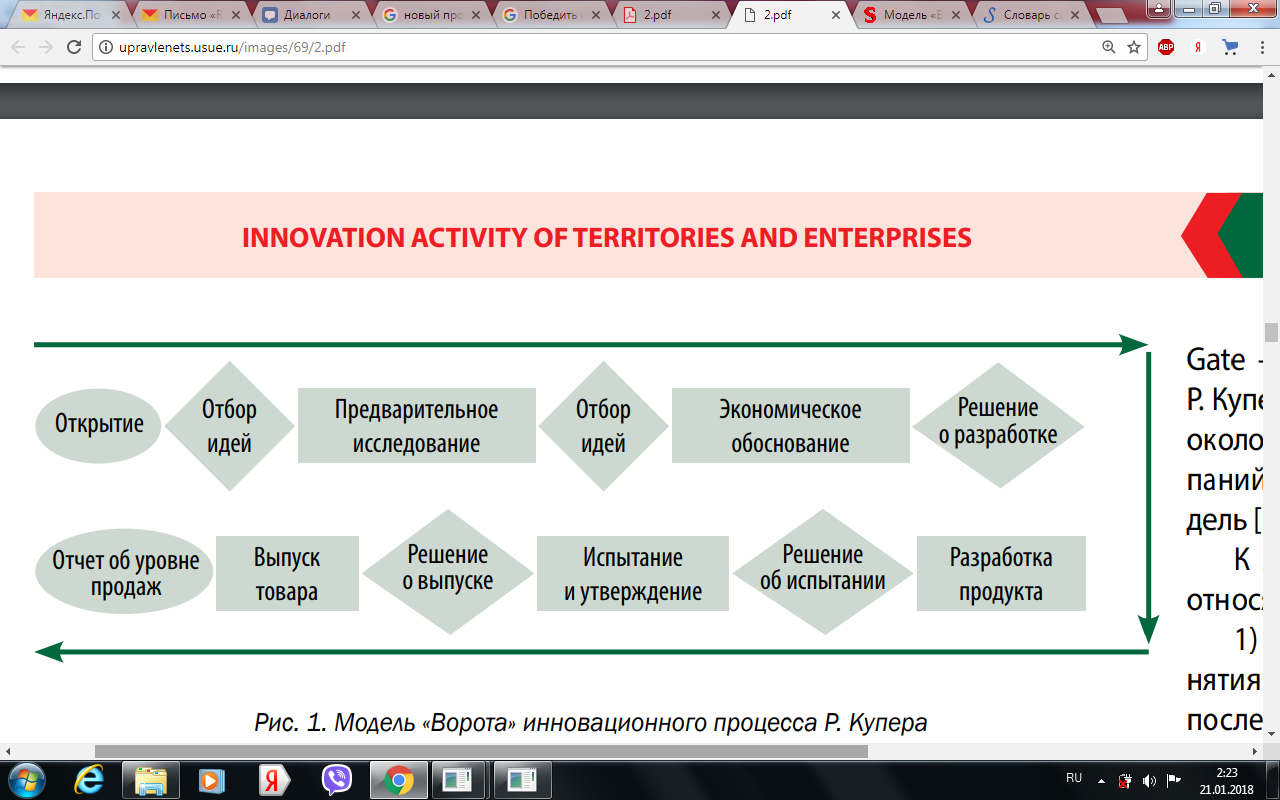 Яндекс.По
Письмо «R
Диалоги
новый про
Победить
2.pdf
2.pdf
Модель «В
Словарь с
upravlenets.usue.ru/images/69/2.pdf
ABP
Я
INNOVATION ACTIVITY OF TERRITORIES AND ENTERPRISES
Открытие
Отбор
идей
Предварительное
исследование
Отбор
идей
Экономическое
обоснование
Решение
о разработке
Отчет об уровне
продаж
Выпуск
товара
Решение
о выпуске
Испытание
и утверждение
Решение
об испытании
Разработка
продукта
Рис. 1. Модель «Ворота» инновационного процесса Р. Купера
Gate -
Р. Купе
около
паний
дель [
К
относ
1)
нятия
после
Я
RU
2:23
21.01.2018